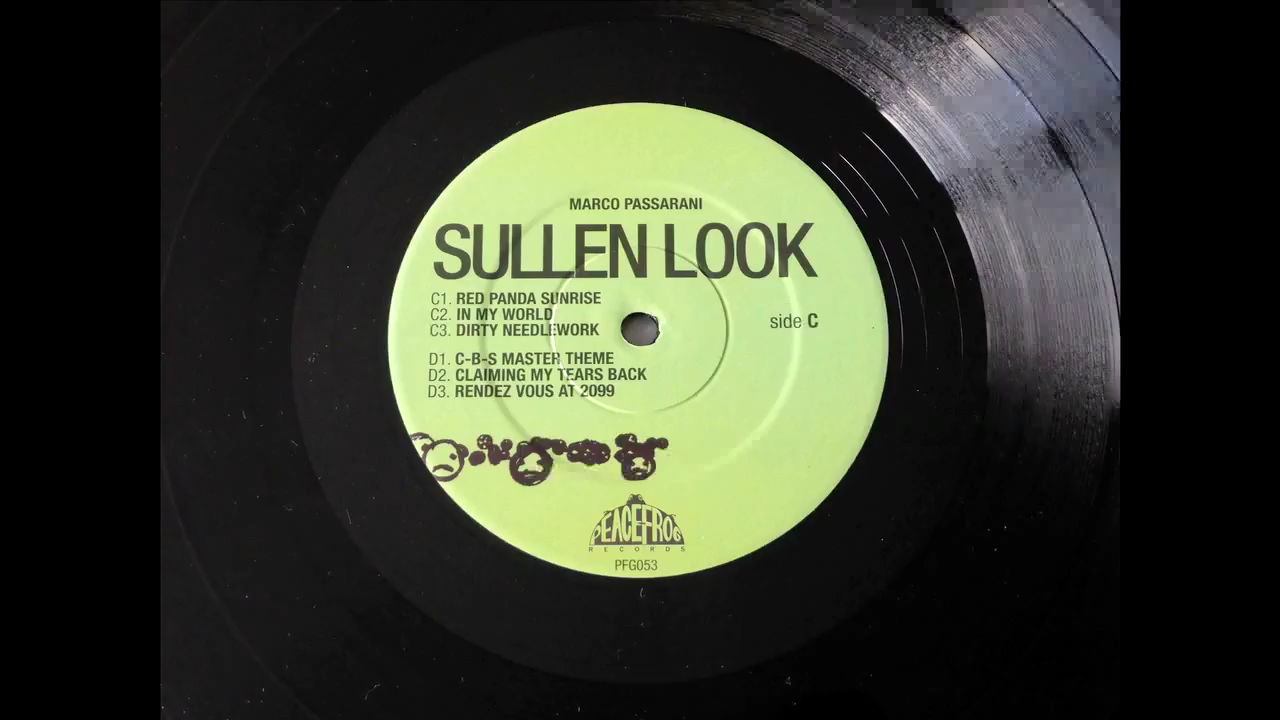 MARCO PASSARANI
SULLEN LOOK
C1. RED PANDA SUNRISE
C2. IN MY WORLD
C3. DIRTY NEEDLEWORK
side C
D1. C-B-S MASTER THEME
D2. CLAIMING MY TEARS BACK
D3. RENDEZ VOUS AT 2099
PEACEFROG
RECORDS
PFG053